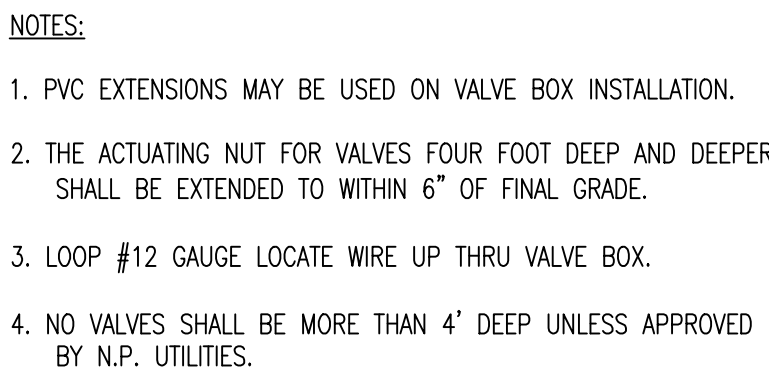 NOTES:
1. PVC EXTENSIONS MAY BE USED ON VALVE BOX INSTALLATION.
2. THE ACTUATING NUT FOR VALVES FOUR FOOT DEEP AND DEEPER
SHALL BE EXTENDED TO WITHIN 6" OF FINAL GRADE.
3. LOOP #12 GAUGE LOCATE WIRE UP THRU VALVE BOX.
4. NO VALVES SHALL BE MORE THAN 4' DEEP UNLESS APPROVED
BY N.P. UTILITIES.